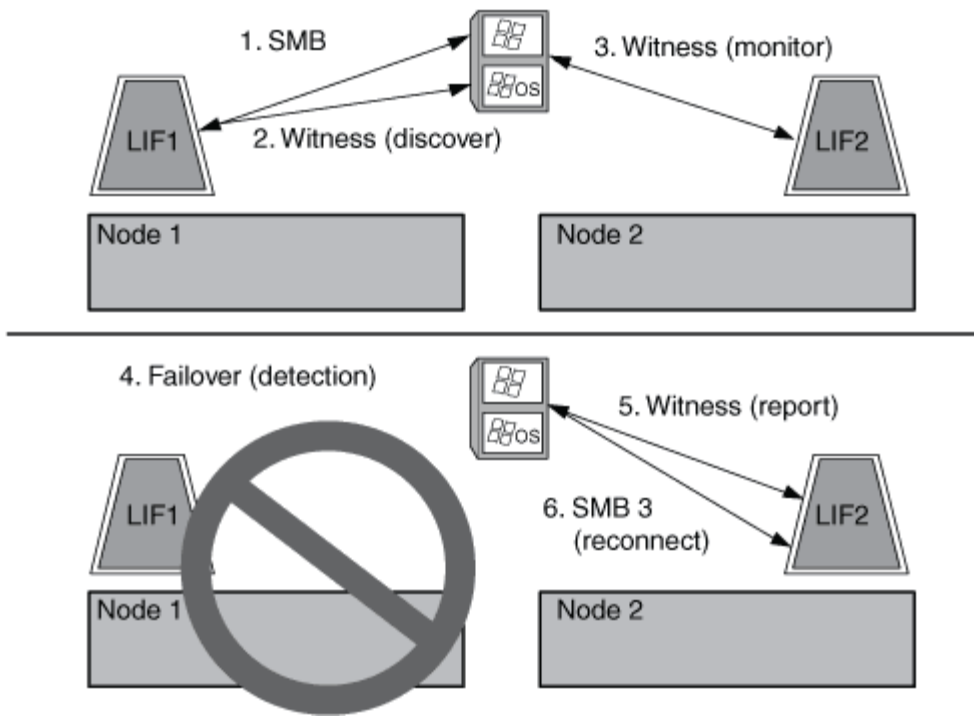 1. SMB
3. Witness (monitor)
OS
LIF1
2. Witness (discover)
LIF2
Node 1
Node 2
4. Failover (detection)
5. Witness (report)
OS
LIF1
6. SMB 3
(reconnect)
LIF2
Node 1
Node 2